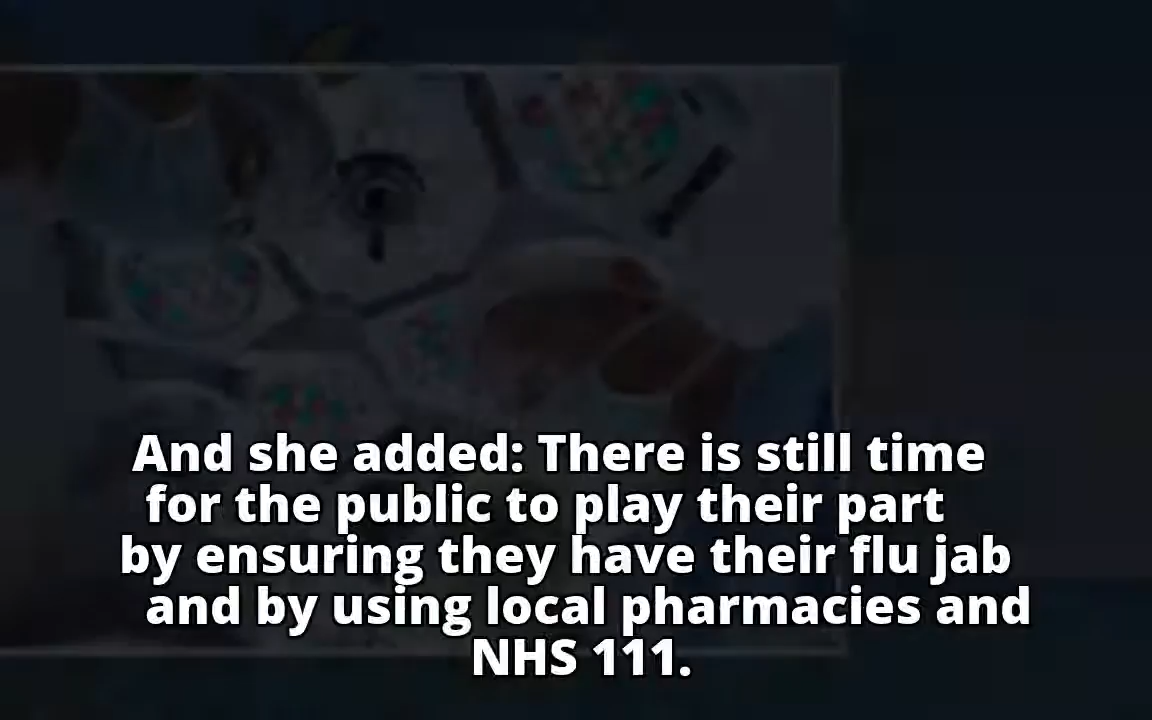 And she added: There is still time
for the public to play their part
by ensuring they have their flu jab
and by using local pharmacies and
NHS 111.